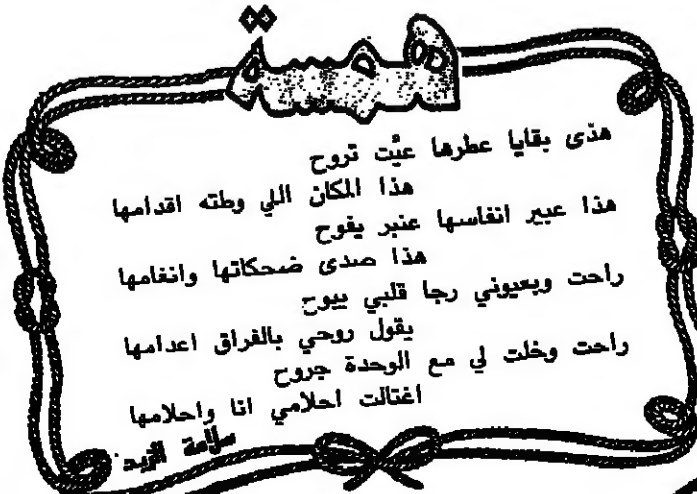 همسة
هذى بقايا عطرها عيّت تروح
هذا المكان اللي وطته اقدامها
هذا عبير انفاسها عنبر يفوح
هذا صدى ضحكاتها وانغامها
راحت وبعيوني رجا قلبي يبوح
يقول روحي بالفراق اعدامها
راحت وخلت لي مع الوحدة جروح
اغتالت احلامي انا واحلامها
سلامة الزيد